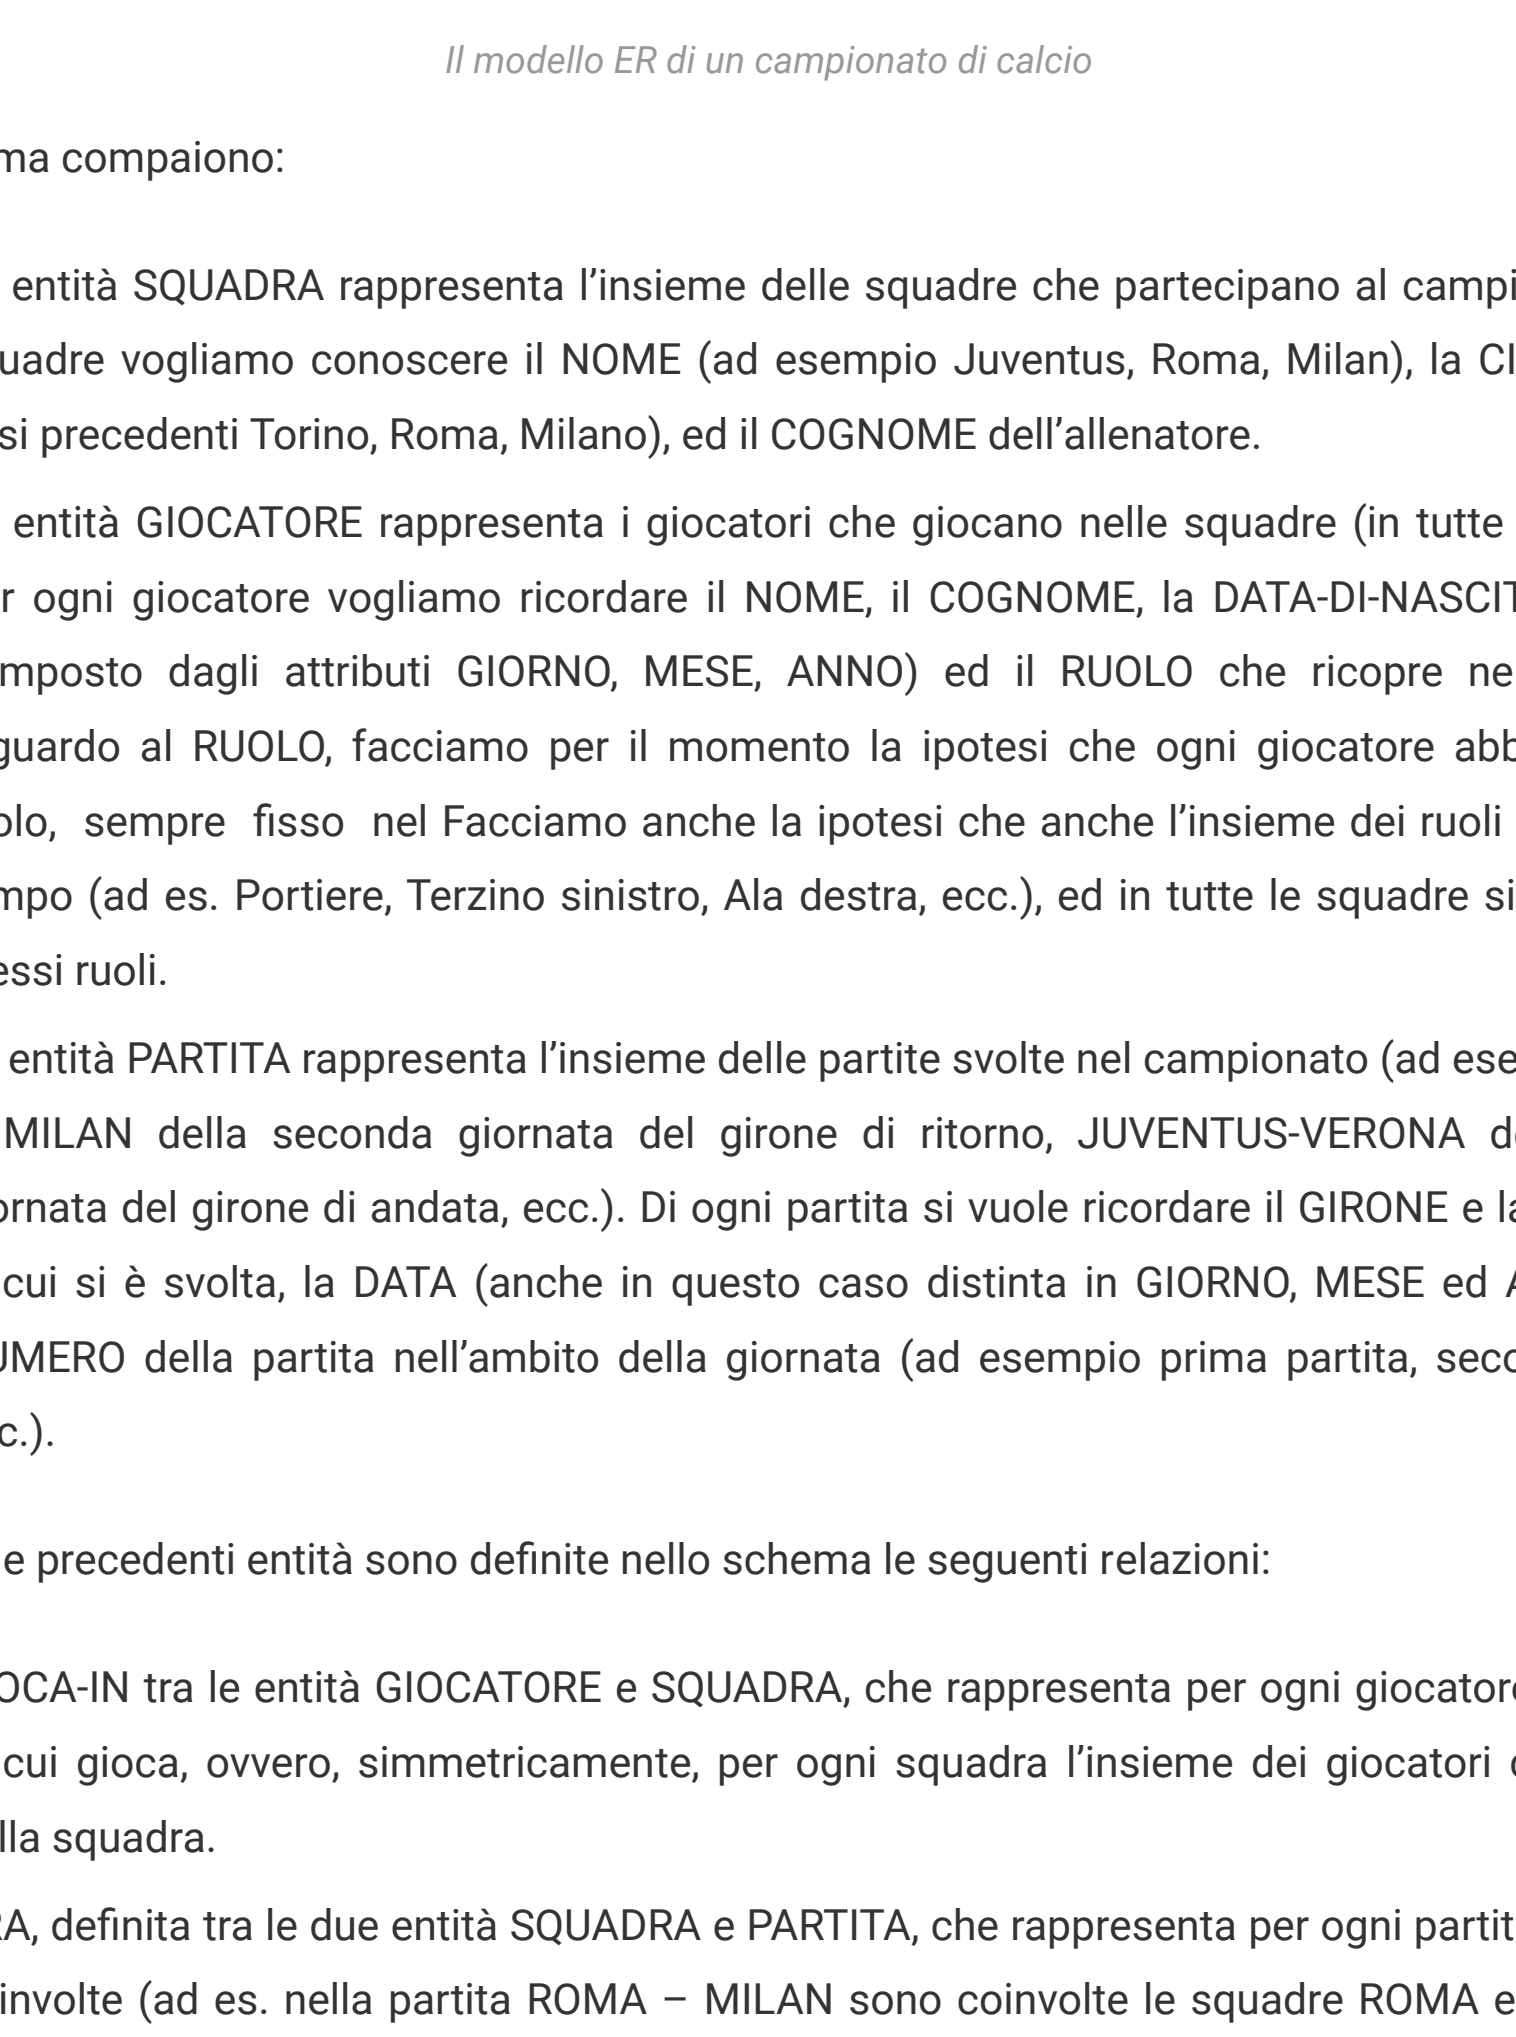 Il modello ER di un campionato di calcio
ma compaiono:
entità SQUADRA rappresenta l’insieme delle squadre che partecipano al campi
uadre vogliamo conoscere il NOME (ad esempio Juventus, Roma, Milan), la CI
si precedenti Torino, Roma, Milano), ed il COGNOME dell’allenatore.
entità GIOCATORE rappresenta i giocatori che giocano nelle squadre (in tutte
r ogni giocatore vogliamo ricordare il NOME, il COGNOME, la DATA-DI-NASCIT
mposto dagli attributi GIORNO, MESE, ANNO) ed il RUOLO che ricopre ne
guardo al RUOLO, facciamo per il momento la ipotesi che ogni giocatore abb
olo, sempre fisso nel Facciamo anche la ipotesi che anche l’insieme dei ruoli
mpo (ad es. Portiere, Terzino sinistro, Ala destra, ecc.), ed in tutte le squadre si
essi ruoli.
entità PARTITA rappresenta l’insieme delle partite svolte nel campionato (ad ese
MILAN della seconda giornata del girone di ritorno, JUVENTUS-VERONA de
ornata del girone di andata, ecc.). Di ogni partita si vuole ricordare il GIRONE e la
cui si è svolta, la DATA (anche in questo caso distinta in GIORNO, MESE ed A
UMERO della partita nell’ambito della giornata (ad esempio prima partita, seco
c.).
e precedenti entità sono definite nello schema le seguenti relazioni:
OCA-IN tra le entità GIOCATORE e SQUADRA, che rappresenta per ogni giocatore
cui gioca, ovvero, simmetricamente, per ogni squadra l’insieme dei giocatori c
lla squadra.
RA, definita tra le due entità SQUADRA e PARTITA, che rappresenta per ogni partit
involte (ad es. nella partita ROMA – MILAN sono coinvolte le squadre ROMA e